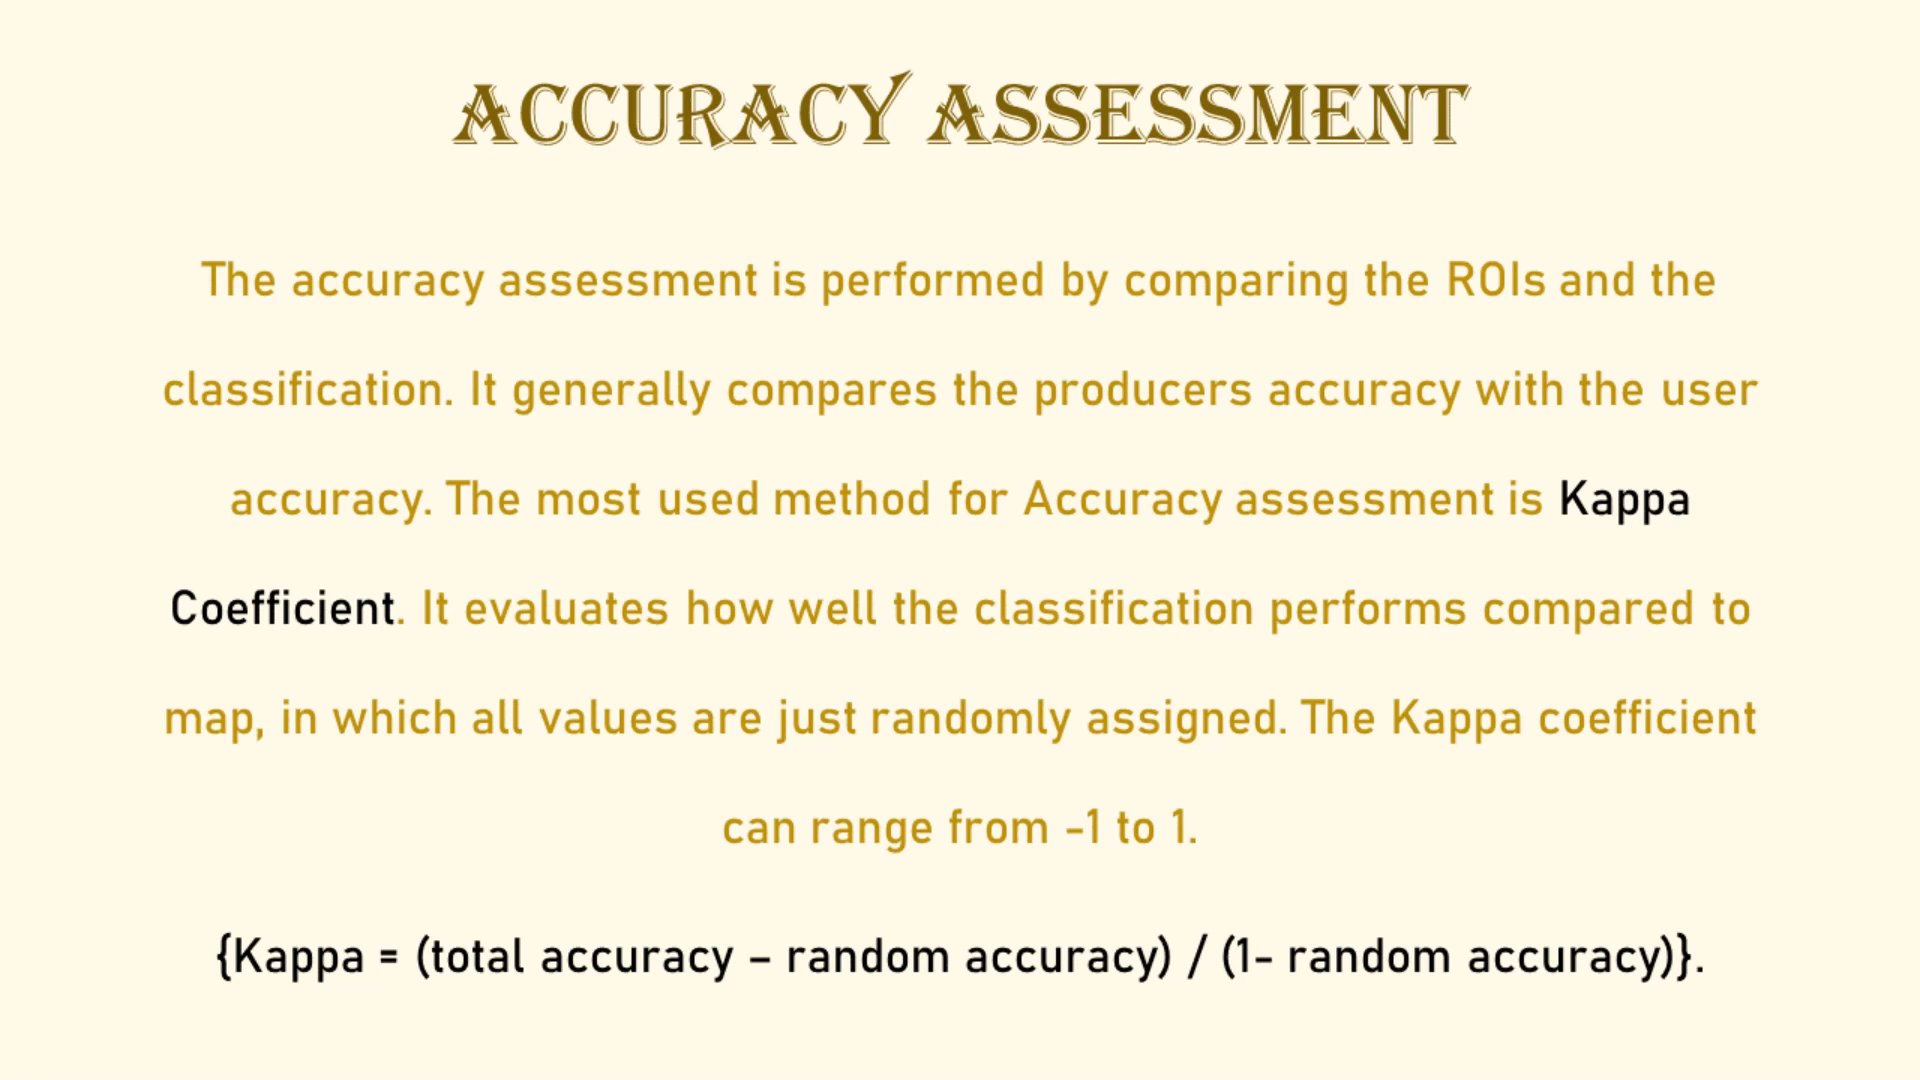 ACCURACY ASSESSMENT
The accuracy assessment is performed by comparing the ROIs and the
classification. It generally compares the producers accuracy with the user
accuracy. The most used method for Accuracy assessment is Kappa
Coefficient. It evaluates how well the classification performs compared to
map, in which all values are just randomly assigned. The Kappa coefficient
can range from -1 to 1.
{Kappa = (total accuracy – random accuracy) / (1- random accuracy)}.